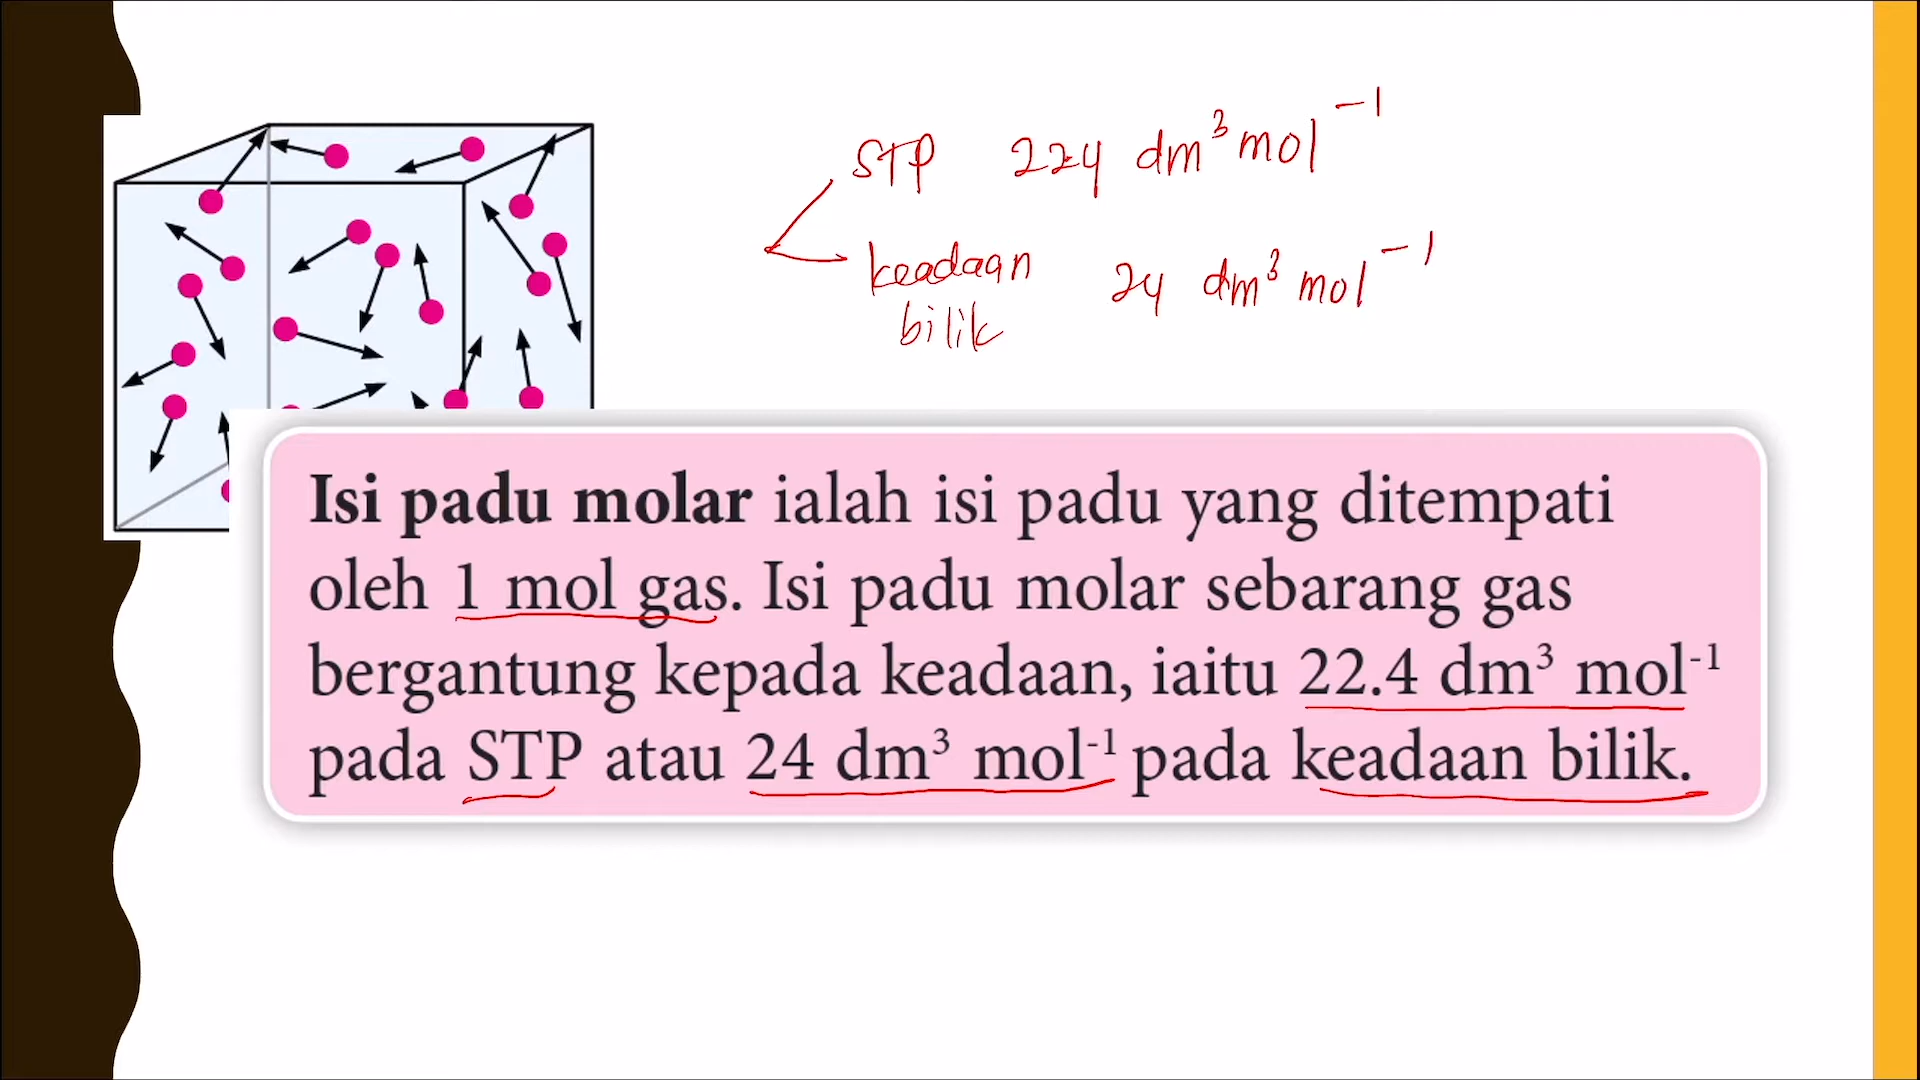 STP 22.4 dm³ mol⁻¹
keadaan 24 dm³ mol⁻¹
bilik
Isi padu molar ialah isi padu yang ditempati
oleh 1 mol gas. Isi padu molar sebarang gas
bergantung kepada keadaan, iaitu 22.4 dm³ mol⁻¹
pada STP atau 24 dm³ mol⁻¹ pada keadaan bilik.